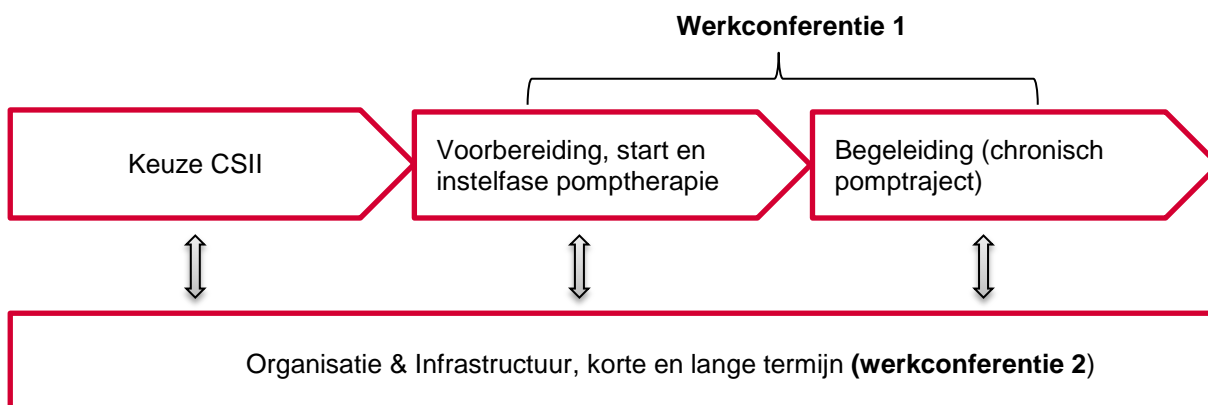 Werkconferentie 1
Keuze CSII
Voorbereiding, start en
instelfase pomptherapie
Begeleiding (chronisch
pomptraject)
Organisatie & Infrastructuur, korte en lange termijn (werkconferentie 2)